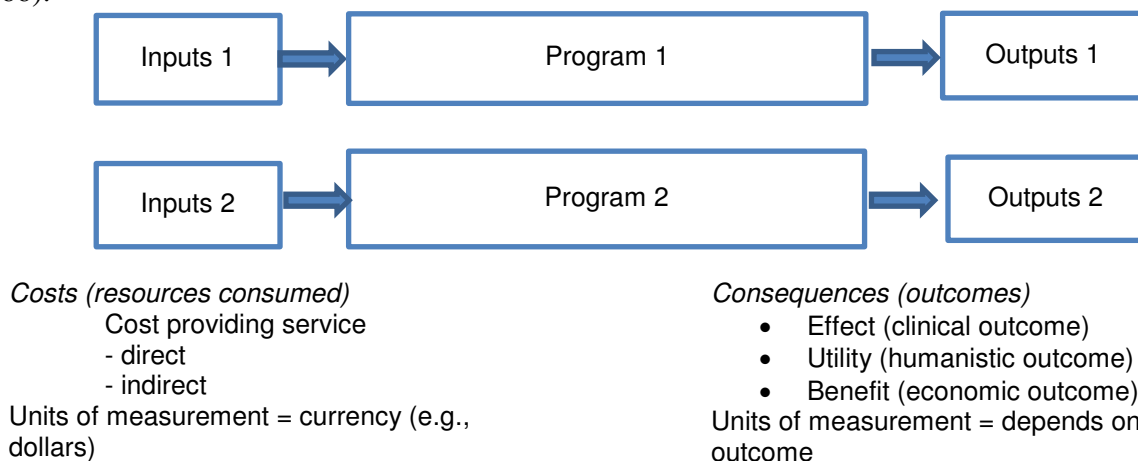 Inputs 1
Program 1
Outputs 1
Inputs 2
Program 2
Outputs 2
Costs (resources consumed)
Cost providing service
- direct
- indirect
Units of measurement = currency (e.g.,
dollars)
Consequences (outcomes)
• Effect (clinical outcome)
• Utility (humanistic outcome)
• Benefit (economic outcome)
Units of measurement = depends on
outcome